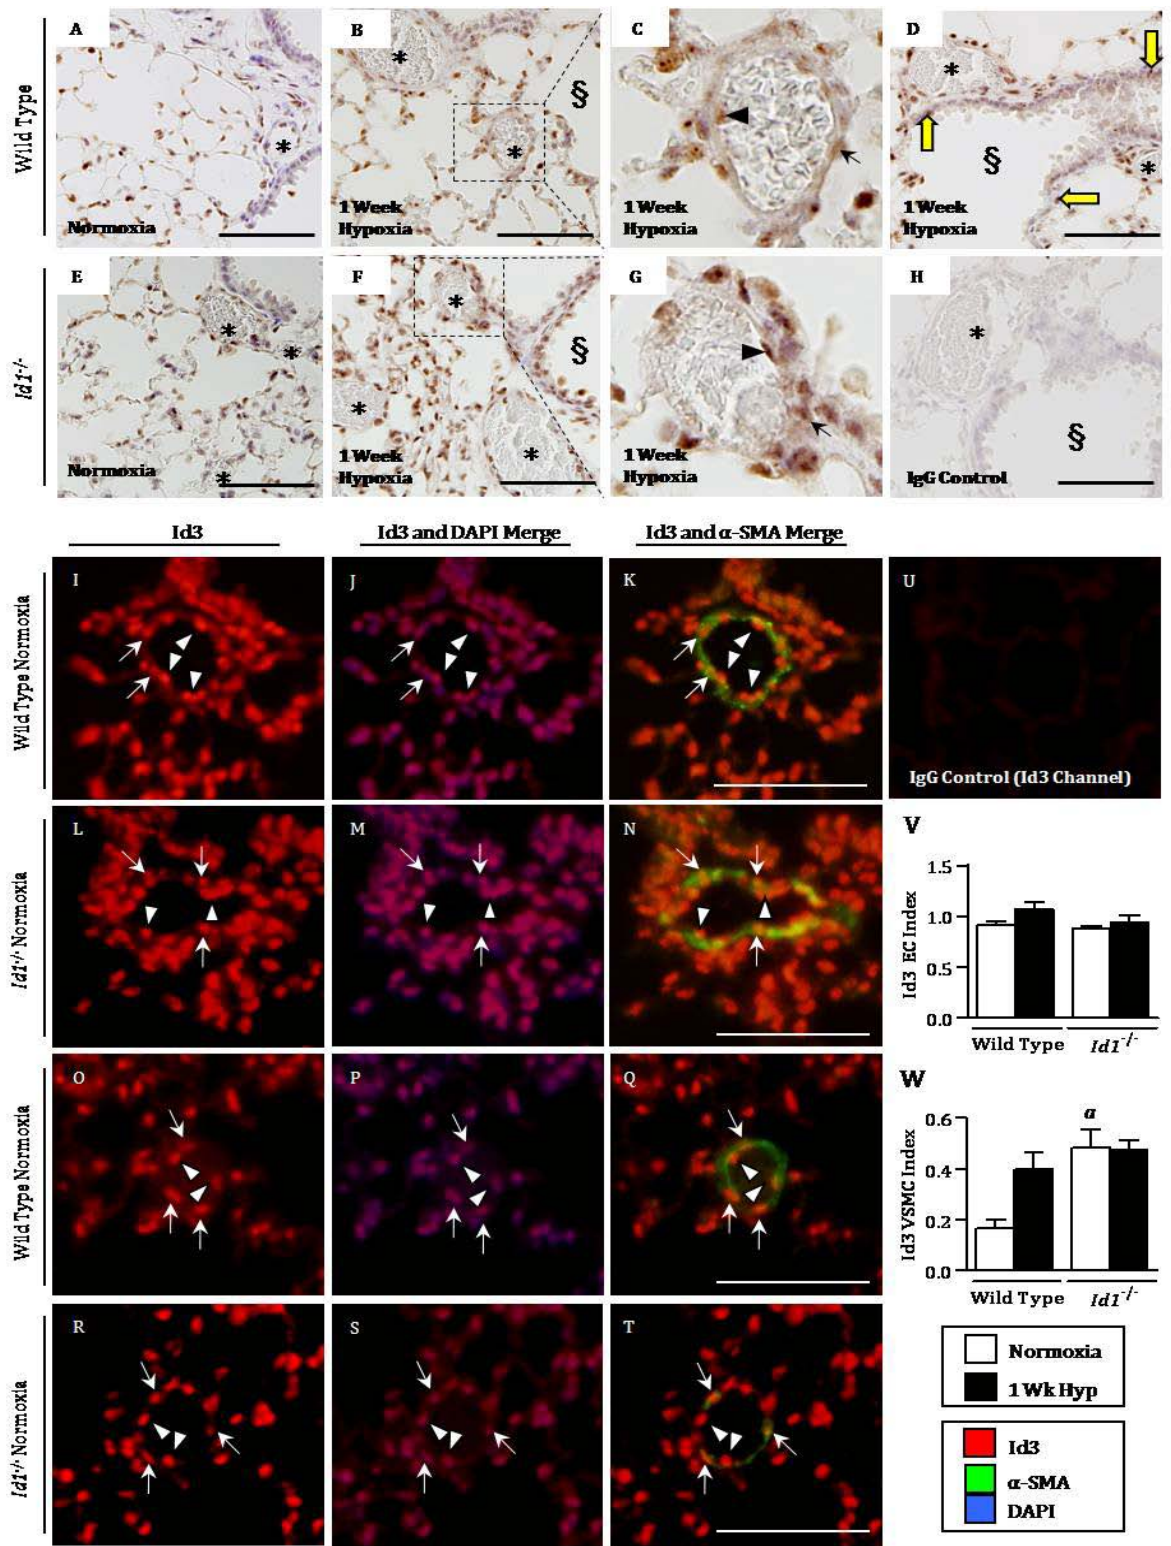 Wild Type
A
*
Normoxia
B
*
*
§
1 Week
Hypoxia
C
1 Week
Hypoxia
D
*
§
*
1 Week
Hypoxia
Id1-/-
E
*
*
*
Normoxia
F
*
*
*
§
1 Week
Hypoxia
G
1 Week
Hypoxia
H
*
§
IgG Control
Id3
Id3 and DAPI Merge
Id3 and α-SMA Merge
Wild Type Normoxia
I
J
K
U
IgG Control (Id3 Channel)
Id1-/- Normoxia
L
M
N
V
Id3 EC Index
1.5
1.0
0.5
0.0
Wild Type
Id1-/-
Wild Type Normoxia
O
P
Q
W
Id3 VSMC Index
0.6
0.4
0.2
0.0
a
Wild Type
Id1-/-
Id1-/- Normoxia
R
S
T
Normoxia
1 Wk Hyp
Id3
α-SMA
DAPI